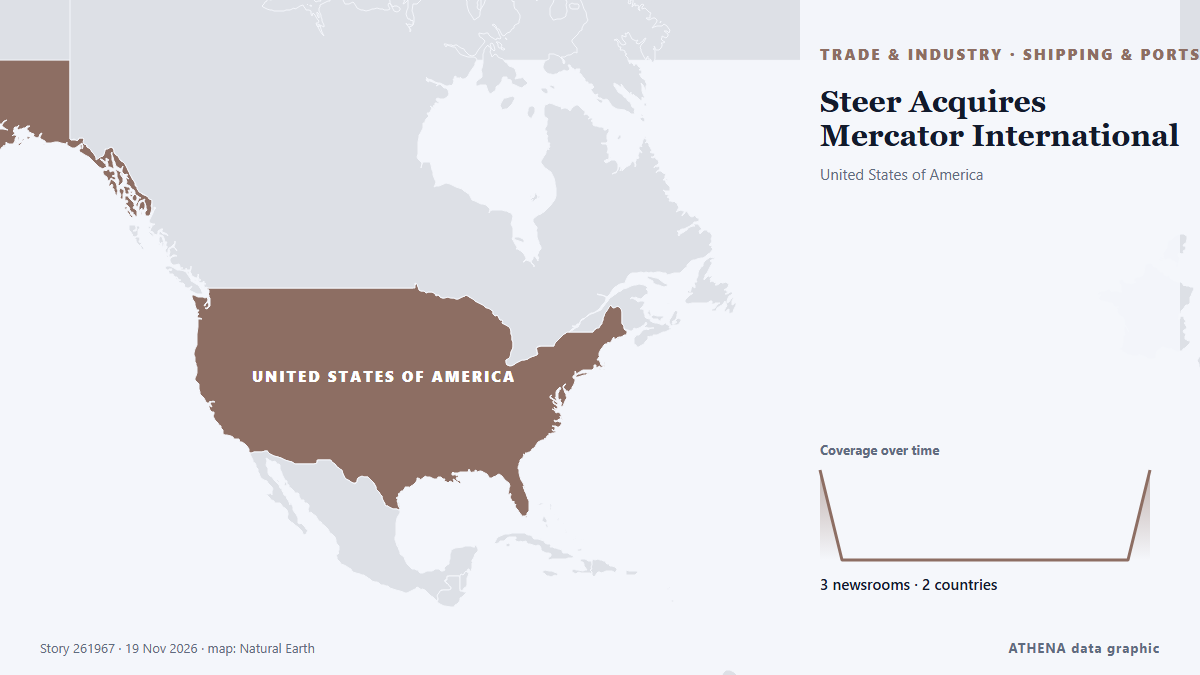 TRADE & INDUSTRY · SHIPPING & PORTS
Steer Acquires
Mercator International
United States of America
UNITED STATES OF AMERICA
Coverage over time
3 newsrooms · 2 countries
Story 261967 · 19 Nov 2026 · map: Natural Earth
ATHENA data graphic